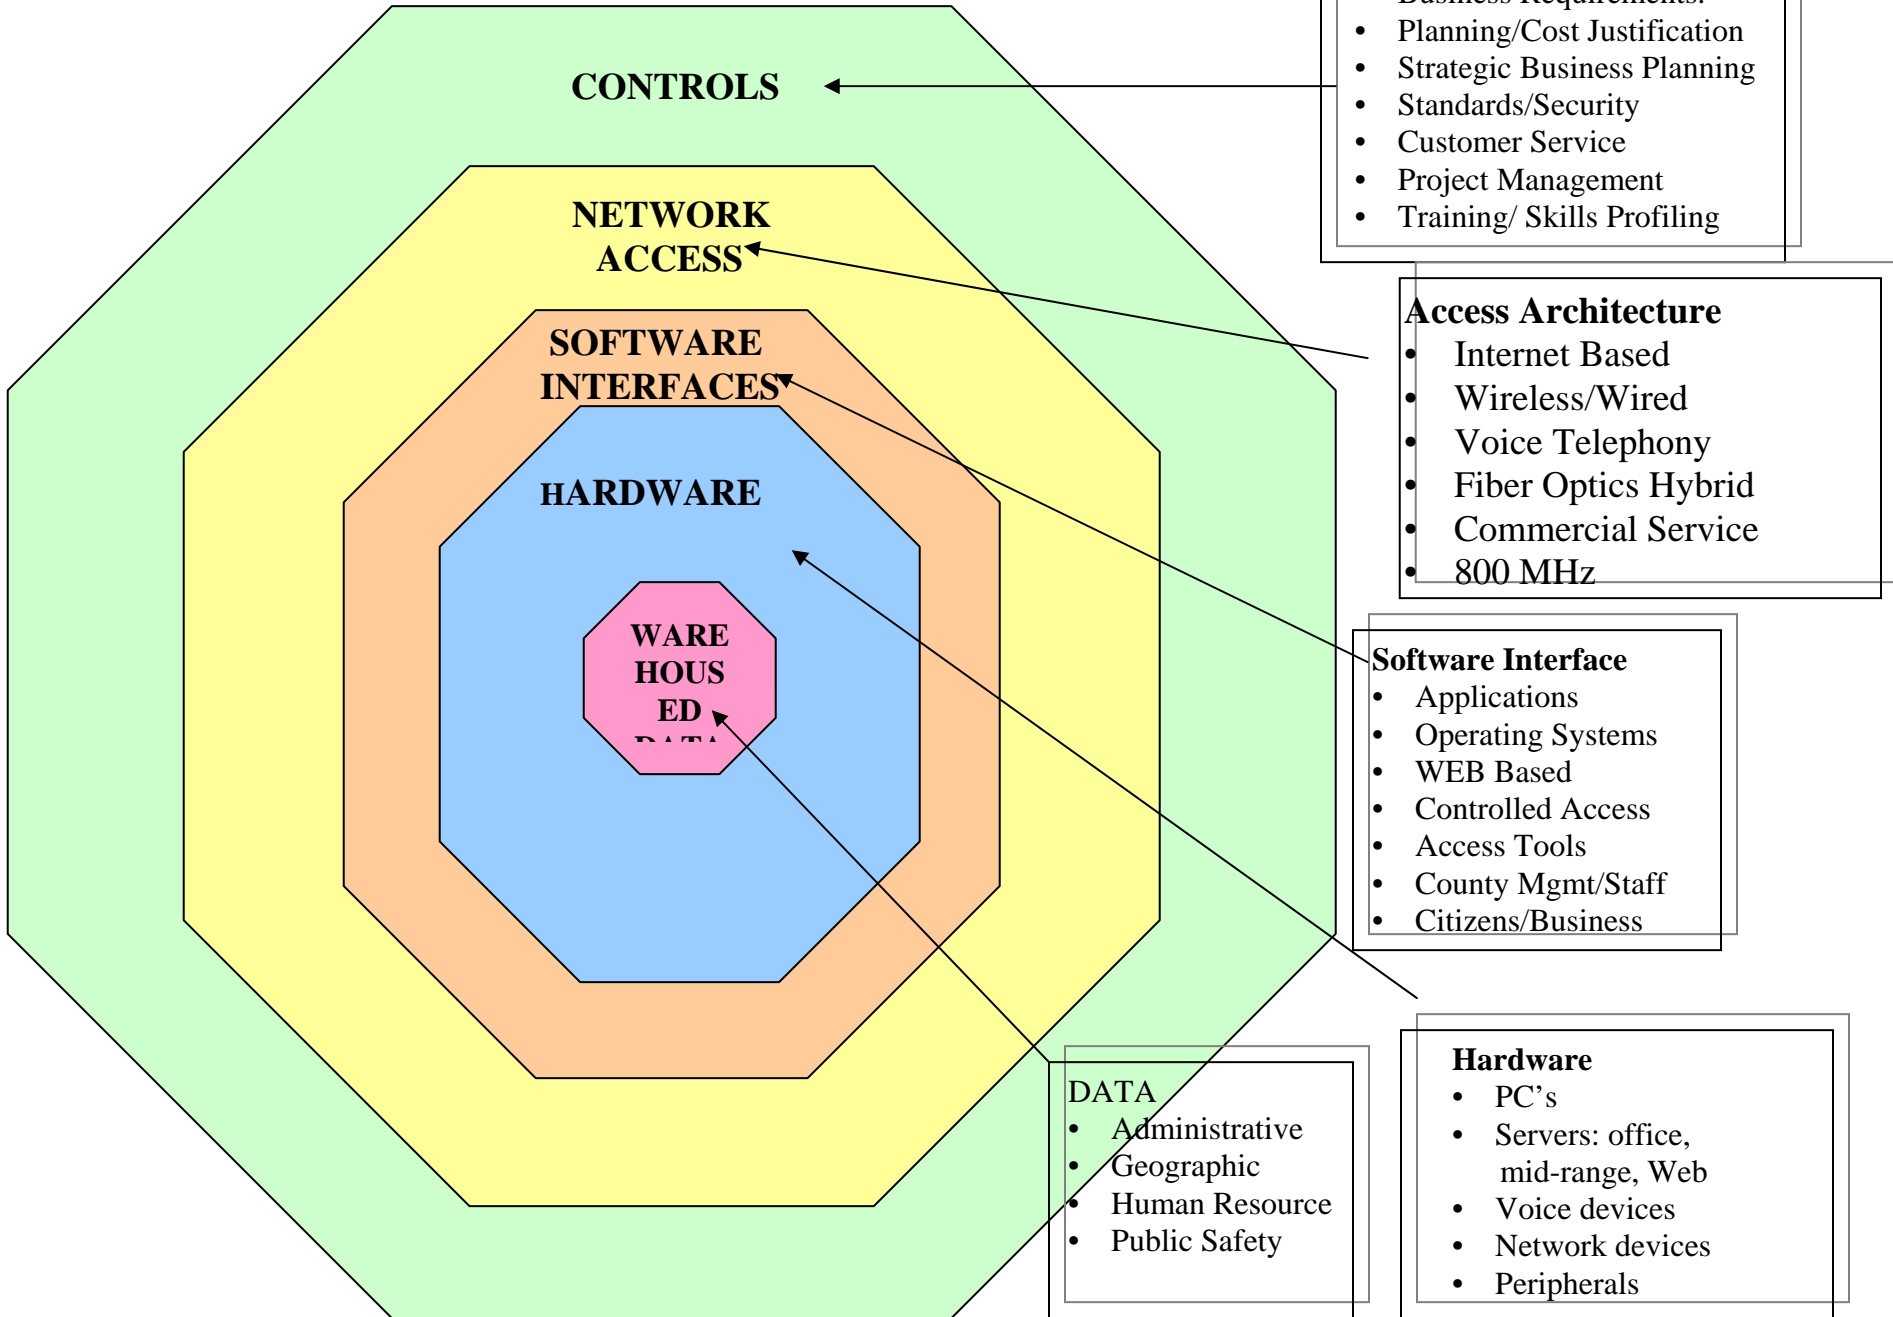 Business Requirements:
• Planning/Cost Justification
• Strategic Business Planning
• Standards/Security
• Customer Service
• Project Management
• Training/ Skills Profiling
CONTROLS
NETWORK
ACCESS
SOFTWARE
INTERFACES
HARDWARE
WARE
HOUS
ED
DATA
Access Architecture
• Internet Based
• Wireless/Wired
• Voice Telephony
• Fiber Optics Hybrid
• Commercial Service
• 800 MHz
Software Interface
• Applications
• Operating Systems
• WEB Based
• Controlled Access
• Access Tools
• County Mgmt/Staff
• Citizens/Business
Hardware
• PC’s
• Servers: office,
mid-range, Web
• Voice devices
• Network devices
• Peripherals
DATA
• Administrative
• Geographic
• Human Resource
• Public Safety